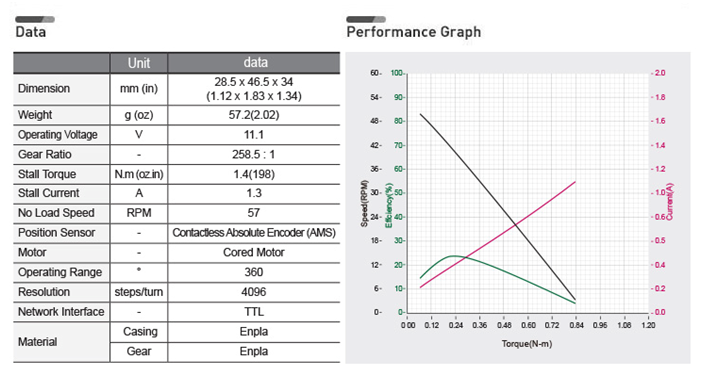 Data
Unit data
Dimension mm (in) 28.5 x 46.5 x 34
(1.12 x 1.83 x 1.34)
Weight g (oz) 57.2(2.02)
Operating Voltage V 11.1
Gear Ratio - 258.5 : 1
Stall Torque N.m (oz.in) 1.4(198)
Stall Current A 1.3
No Load Speed RPM 57
Position Sensor - Contactless Absolute Encoder (AMS)
Motor - Cored Motor
Operating Range ° 360
Resolution steps/turn 4096
Network Interface - TTL
Material Casing Enpla
Gear Enpla
Performance Graph
60- 100- - 2.0
54- 90- - 1.8
48- 80- - 1.6
42- 70- - 1.4
36- 60- - 1.2
30- 50- - 1.0
24- 40- - 0.6
18- 30- - 0.5
12- 20- - 0.4
6- 10- - 0.2
0- 0- - 0.0
Speed(RPM)
Efficiency(%)
Current(A)
0.00 0.12 0.24 0.36 0.48 0.60 0.72 0.84 0.96 1.08 1.20
Torque(N-m)